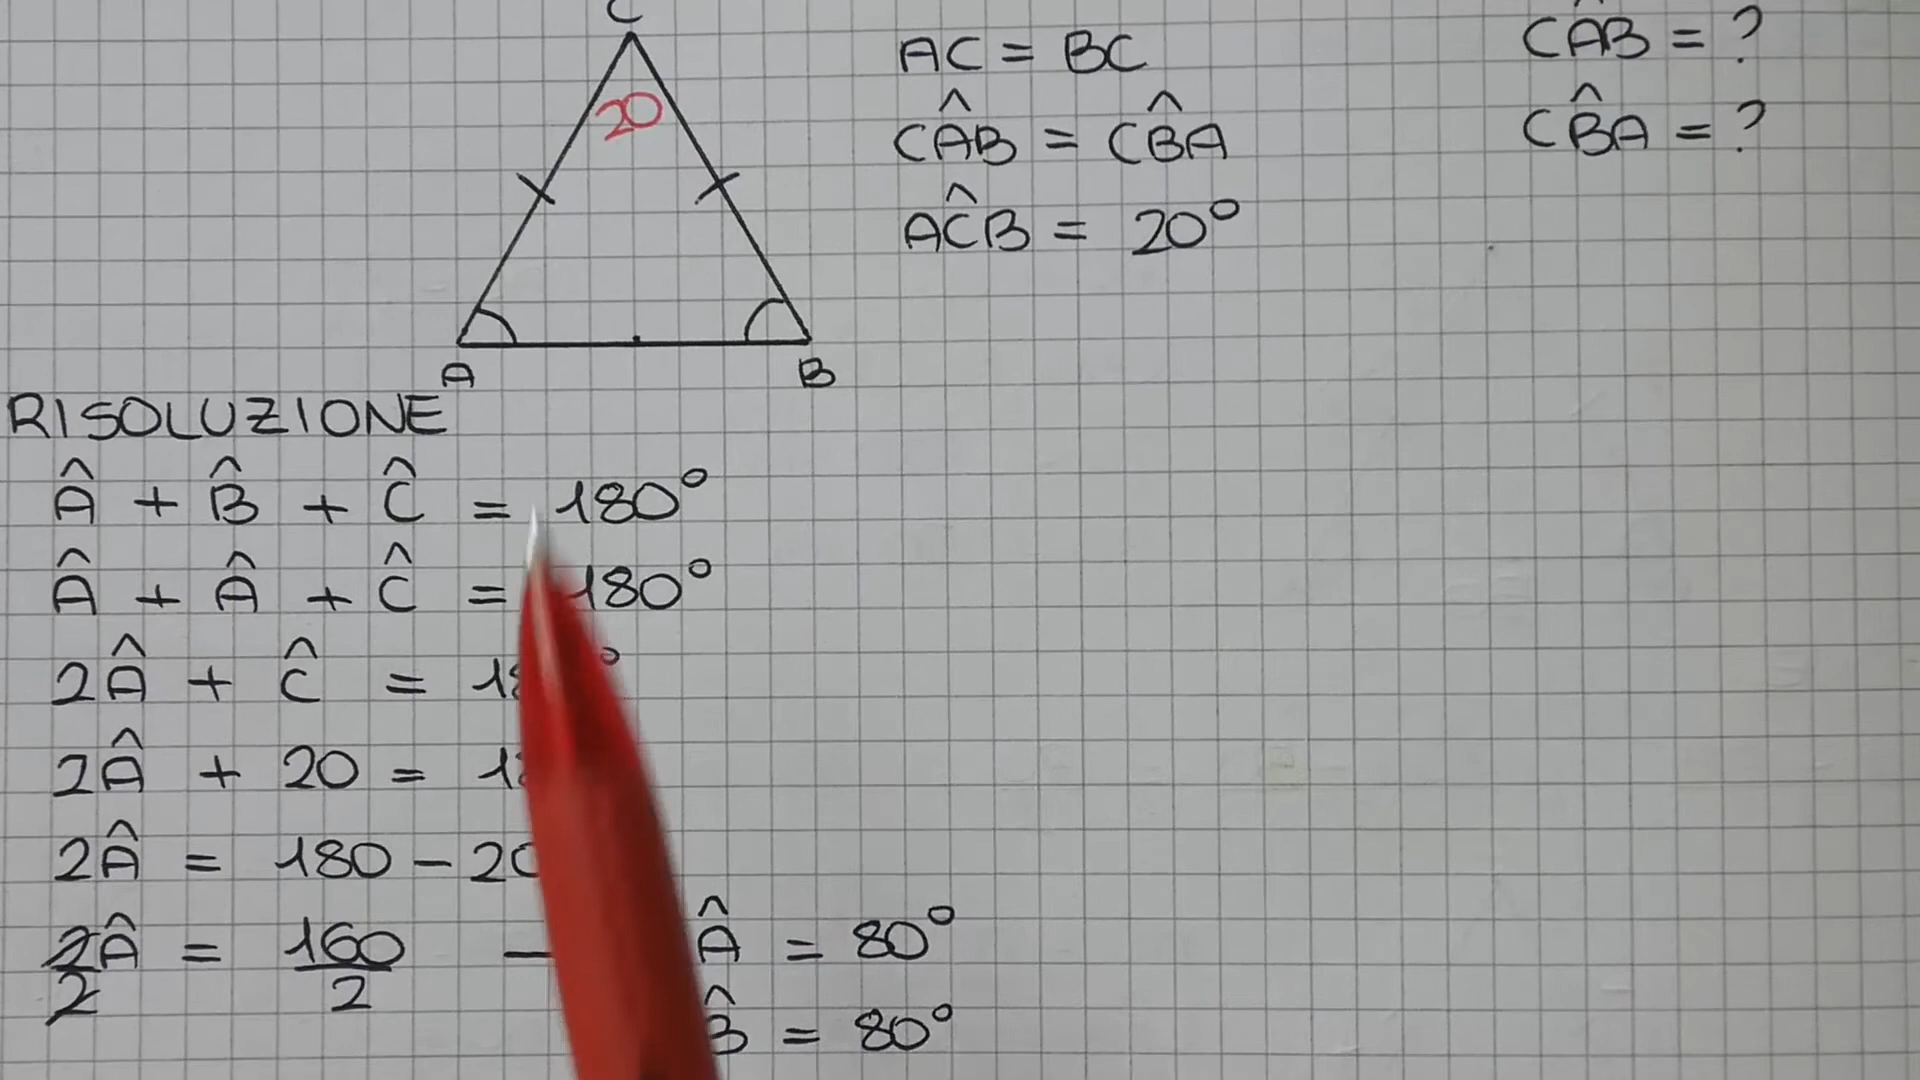 C
20
A
B
AC = BC
CÂB = CB̂A
AĈB = 20°
CÂB = ?
CB̂A = ?
RISOLUZIONE
Â + B̂ + Ĉ = 180°
Â + Â + Ĉ = 180°
2Â + Ĉ =
2Â + 20 =
2Â = 180 - 20
2Â/2 = 160/2
Â = 80°
B̂ = 80°